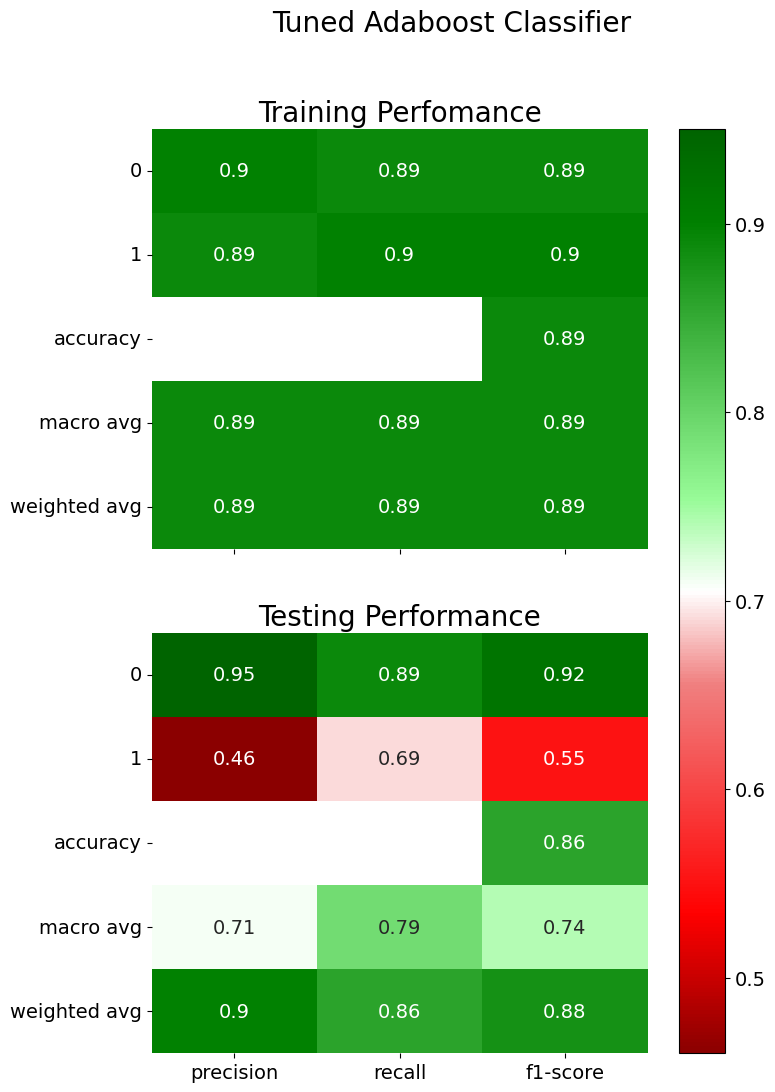 Tuned Adaboost Classifier
Training Perfomance
0 0.9 0.89 0.89
1 0.89 0.9 0.9
accuracy 0.89
macro avg 0.89 0.89 0.89
weighted avg 0.89 0.89 0.89
Testing Performance
0 0.95 0.89 0.92
1 0.46 0.69 0.55
accuracy 0.86
macro avg 0.71 0.79 0.74
weighted avg 0.9 0.86 0.88
precision recall f1-score
0.9
0.8
0.7
0.6
0.5